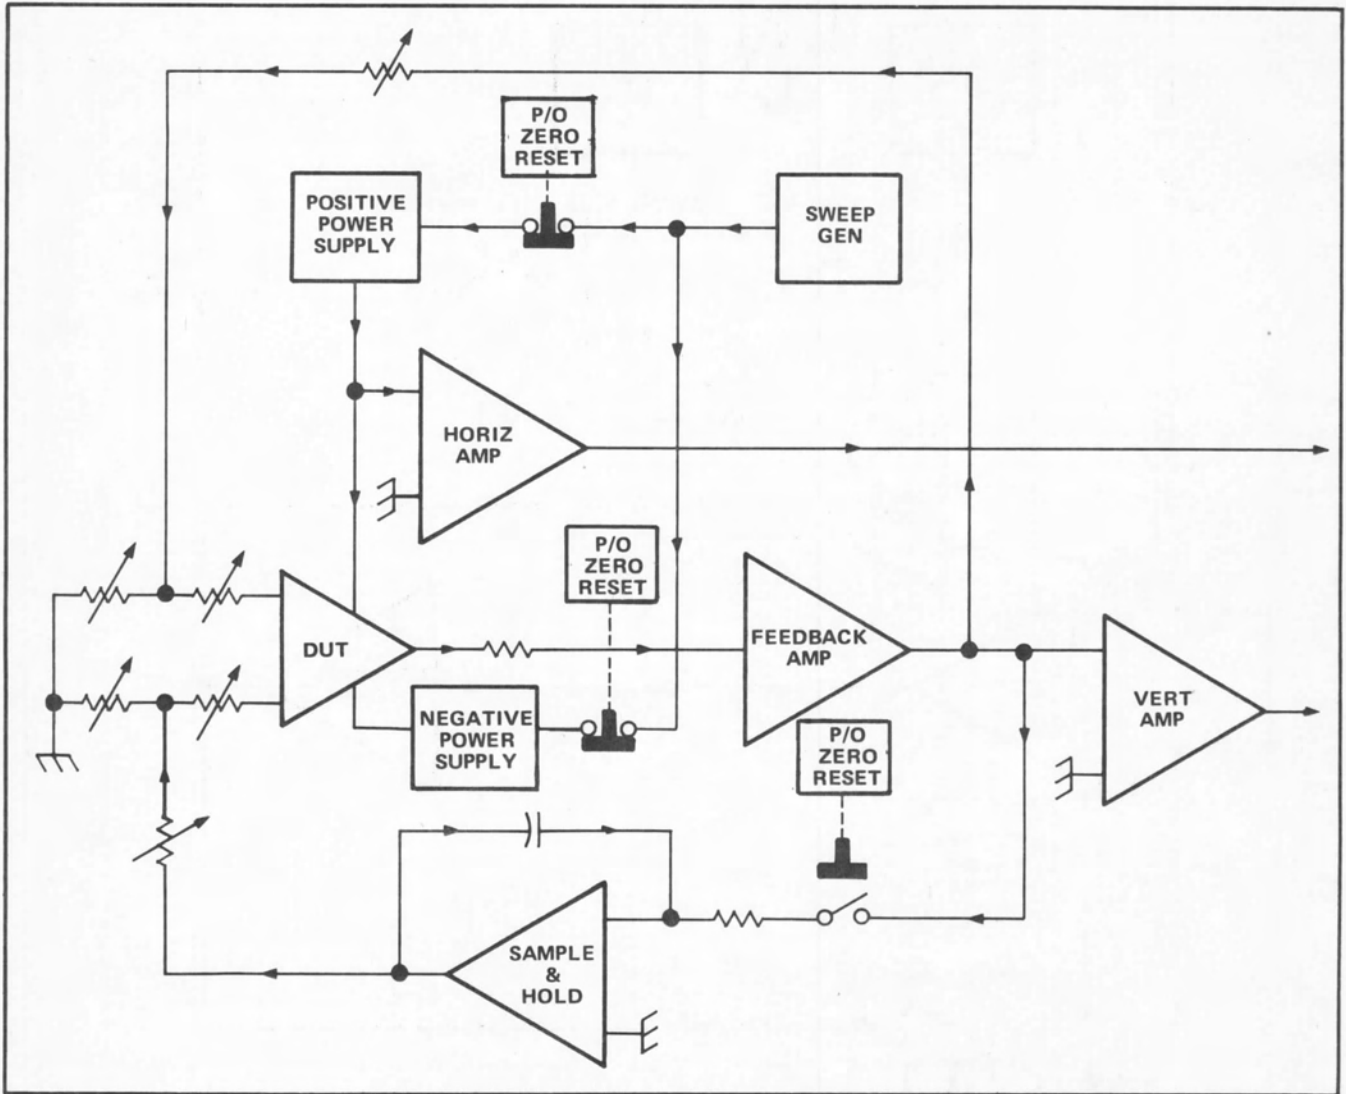 P/O
ZERO
RESET
POSITIVE
POWER
SUPPLY
SWEEP
GEN
HORIZ
AMP
P/O
ZERO
RESET
DUT
FEEDBACK
AMP
NEGATIVE
POWER
SUPPLY
VERT
AMP
P/O
ZERO
RESET
SAMPLE
&
HOLD